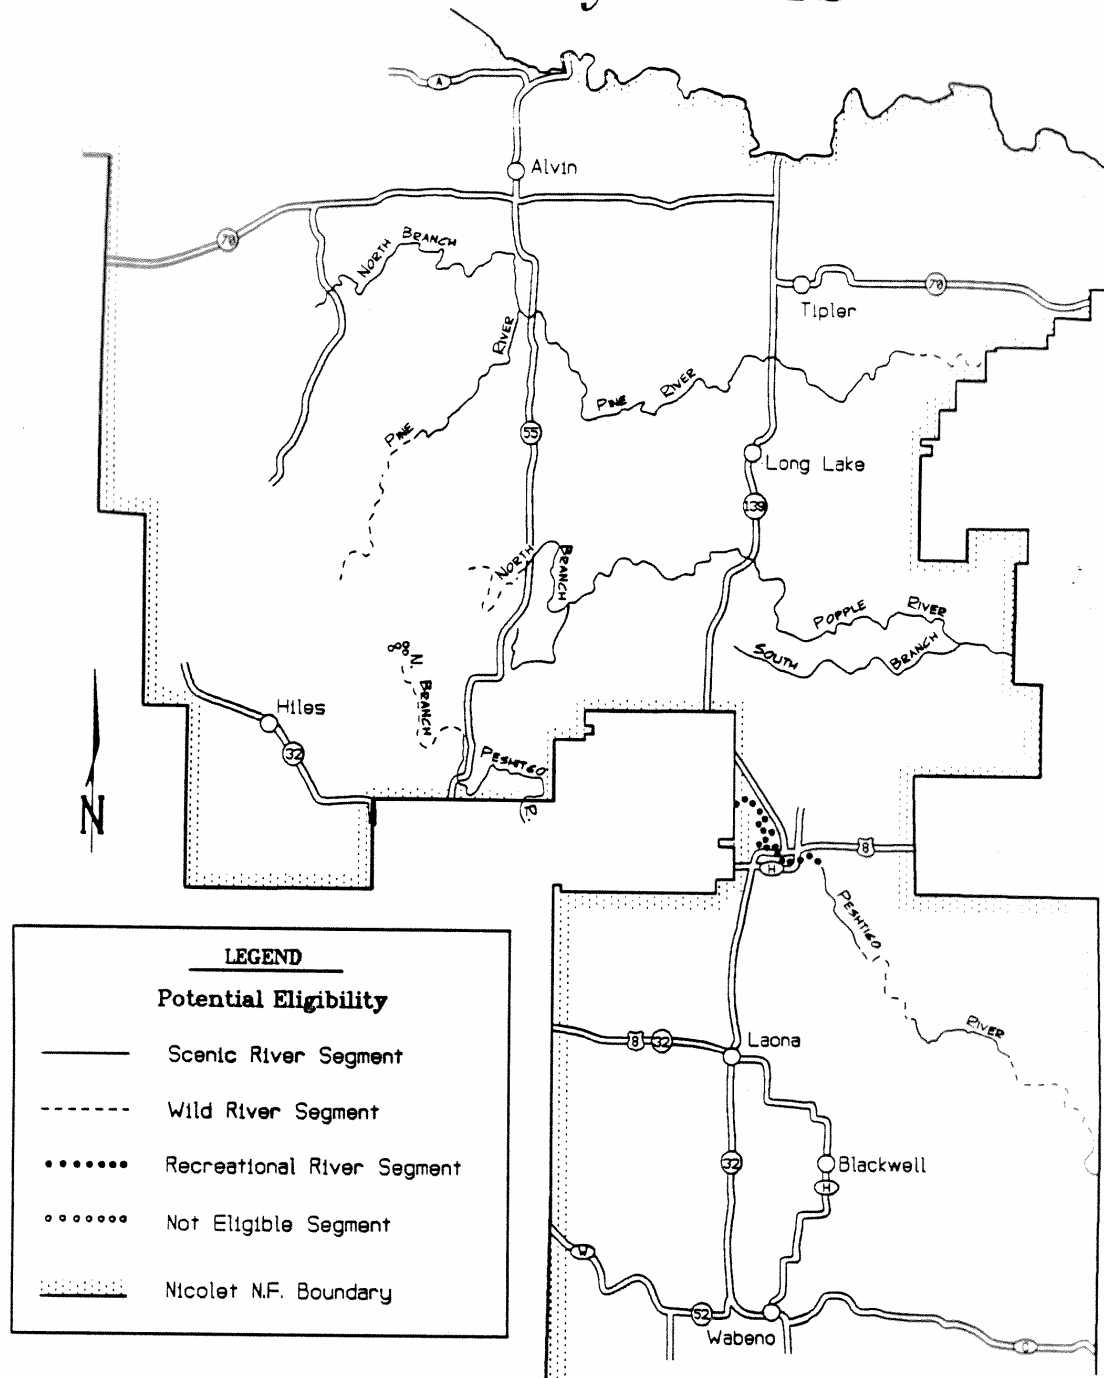 A
Alvin
70
NORTH BRANCH
70
Tipler
PINE RIVER
PINE RIVER
55
Long Lake
139
NORTH BRANCH
POPPLE RIVER
SOUTH BRANCH
N. BRANCH
Hiles
32
PESHTIGO R.
N
8
H
PESHTIGO RIVER
LEGEND
Potential Eligibility
Scenic River Segment
Wild River Segment
Recreational River Segment
Not Eligible Segment
Nicolet N.F. Boundary
8 32
Laona
32
Blackwell
H
W
52
Wabeno
C